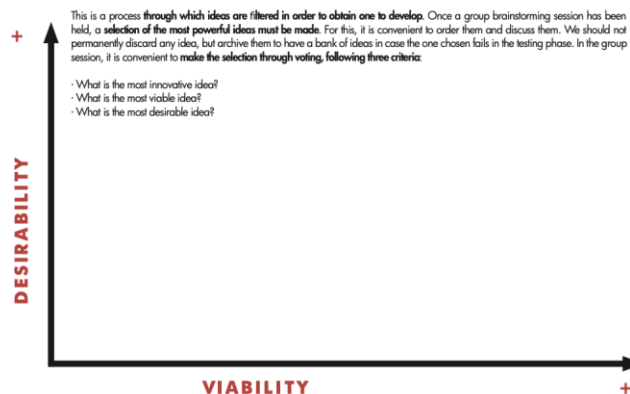 This is a process through which ideas are filtered in order to obtain one to develop. Once a group brainstorming session has been
held, a selection of the most powerful ideas must be made. For this, it is convenient to order them and discuss them. We should not
permanently discard any idea, but archive them to have a bank of ideas in case the one chosen fails in the testing phase. In the group
session, it is convenient to make the selection through voting, following three criteria:
· What is the most innovative idea?
· What is the most viable idea?
· What is the most desirable idea?
+
DESIRABILITY
VIABILITY
+